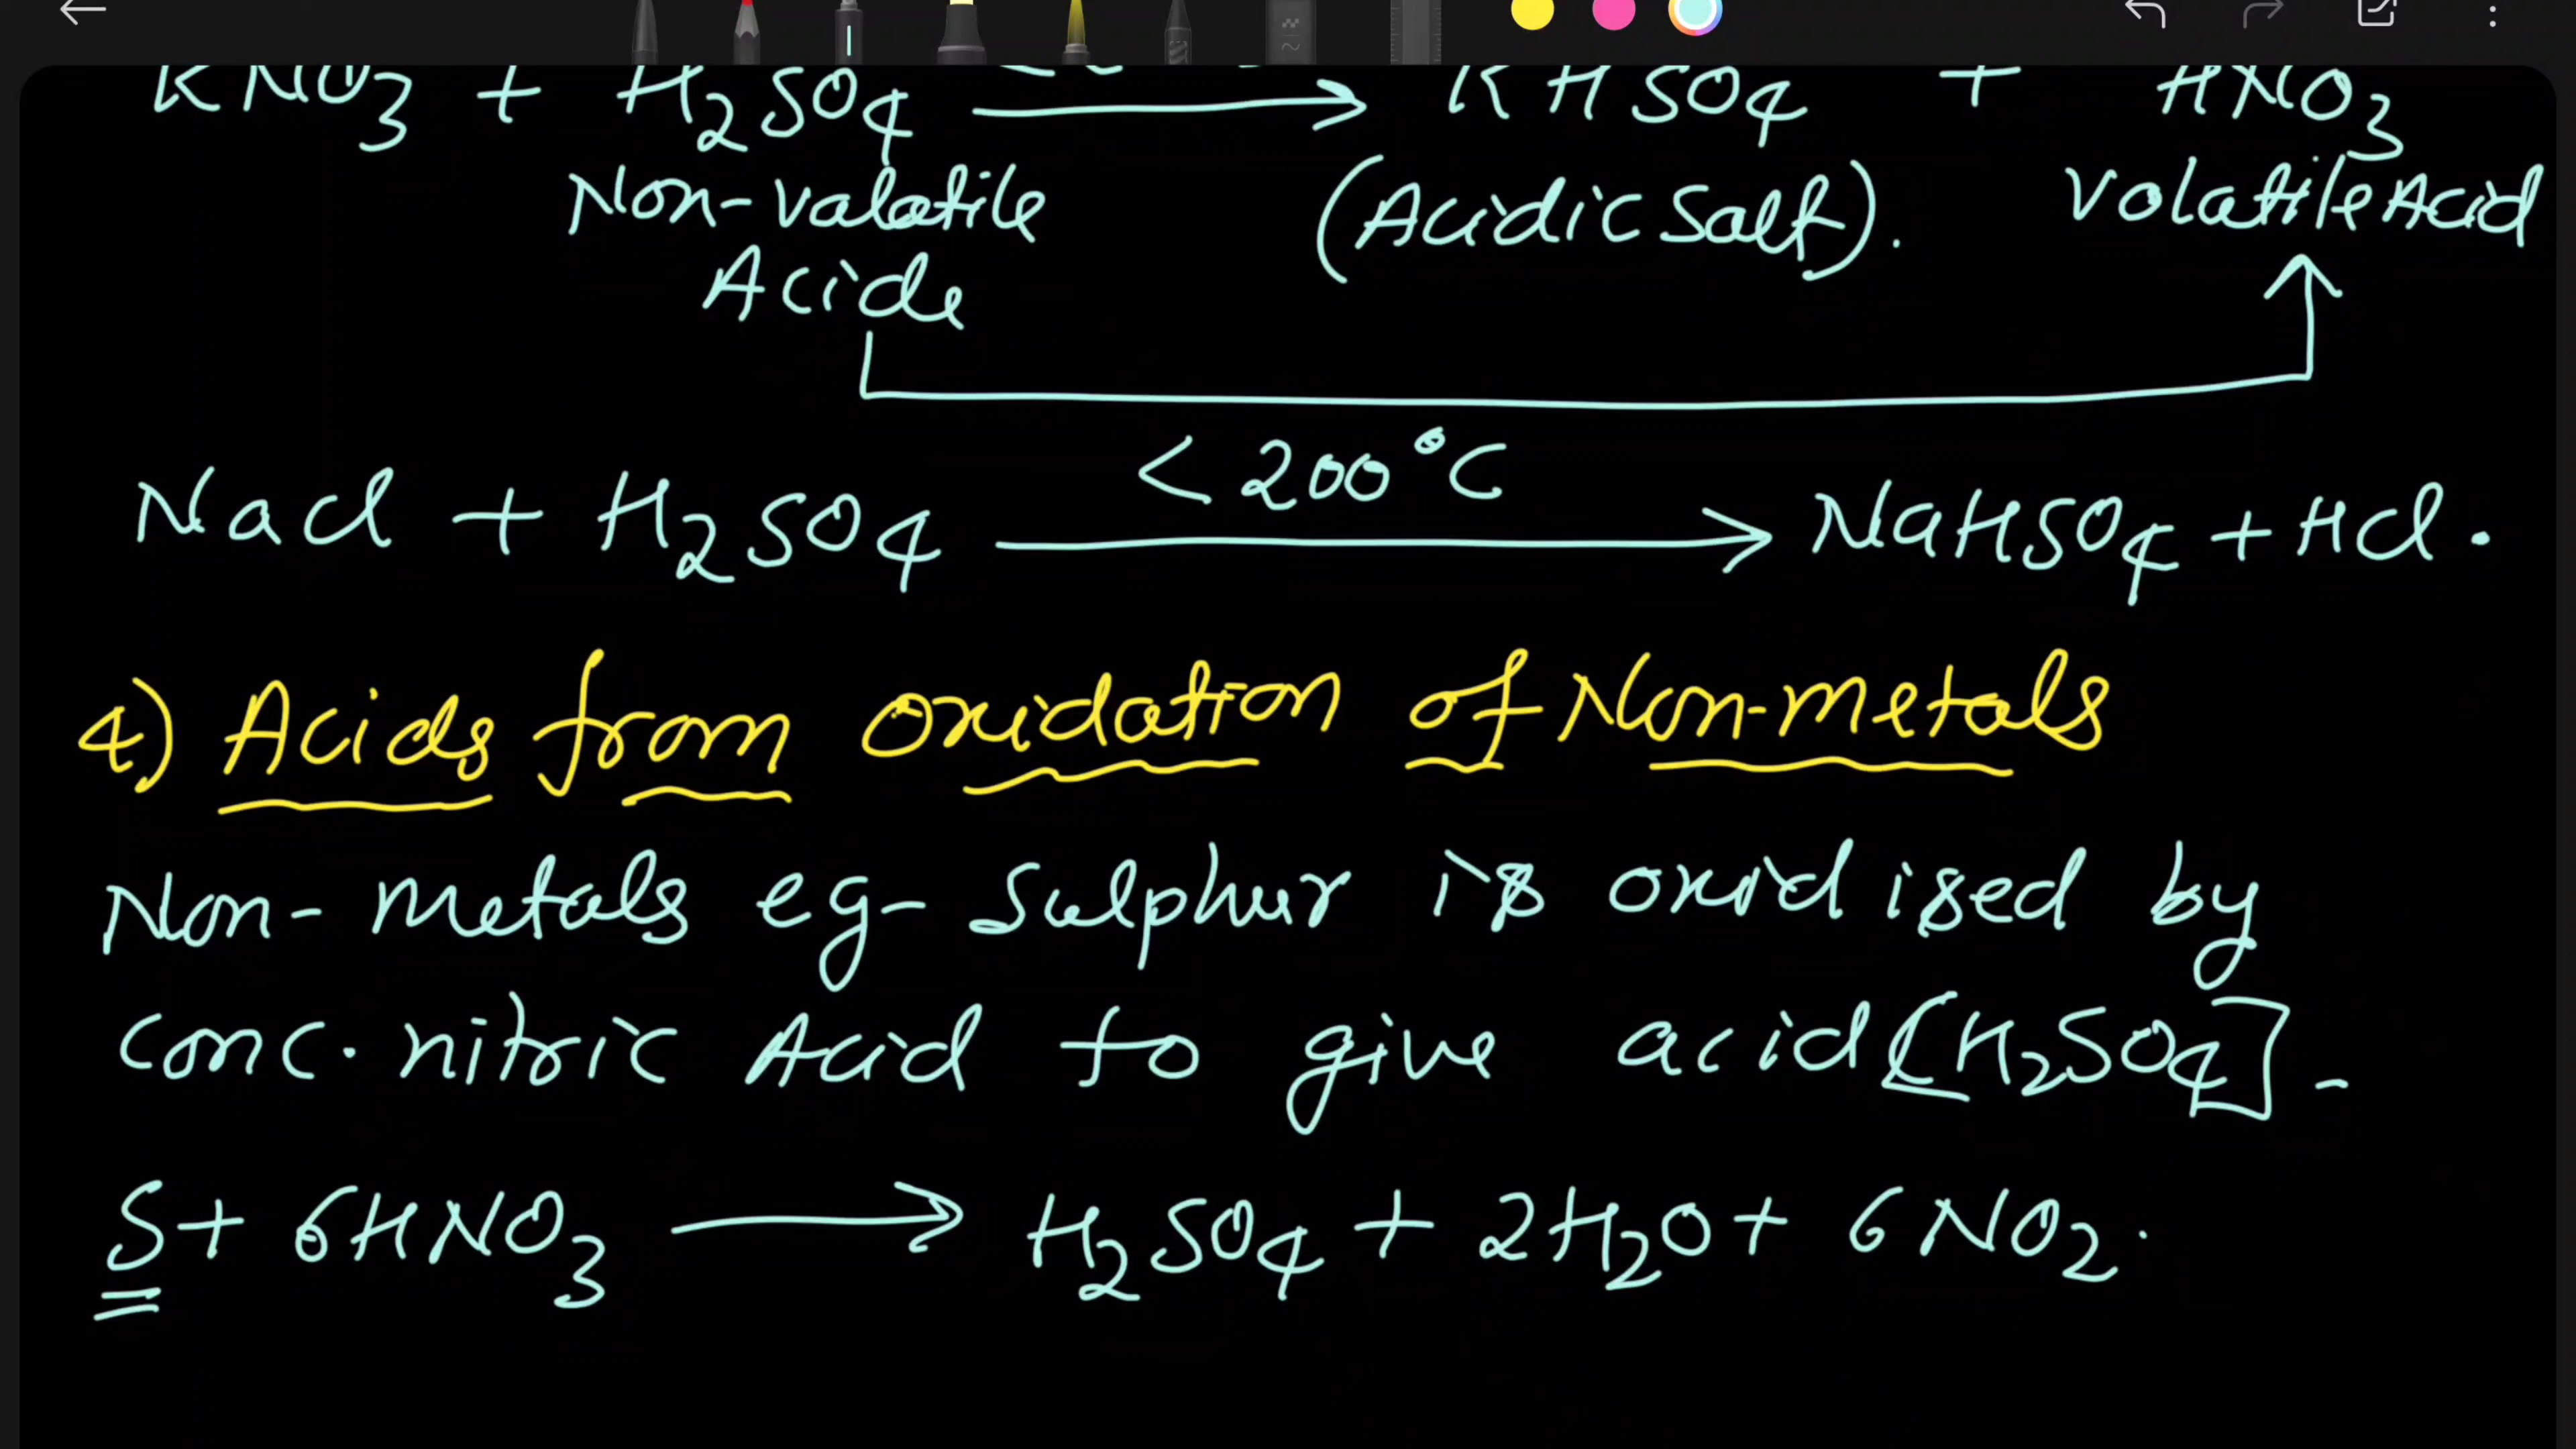 KNO3 + H2SO4 → KHSO4 + HNO3
Non-valatile (Acidic Salt). Volatile Acid
Acide
< 200°C
NaCl + H2SO4 → NaHSO4 + HCl.
4) Acids from Oxidation of Non-metals
Non-metals eg- Sulphur is oxidised by
conc. nitric Acid to give acid [H2SO4] -
S + 6HNO3 → H2SO4 + 2H2O + 6NO2.